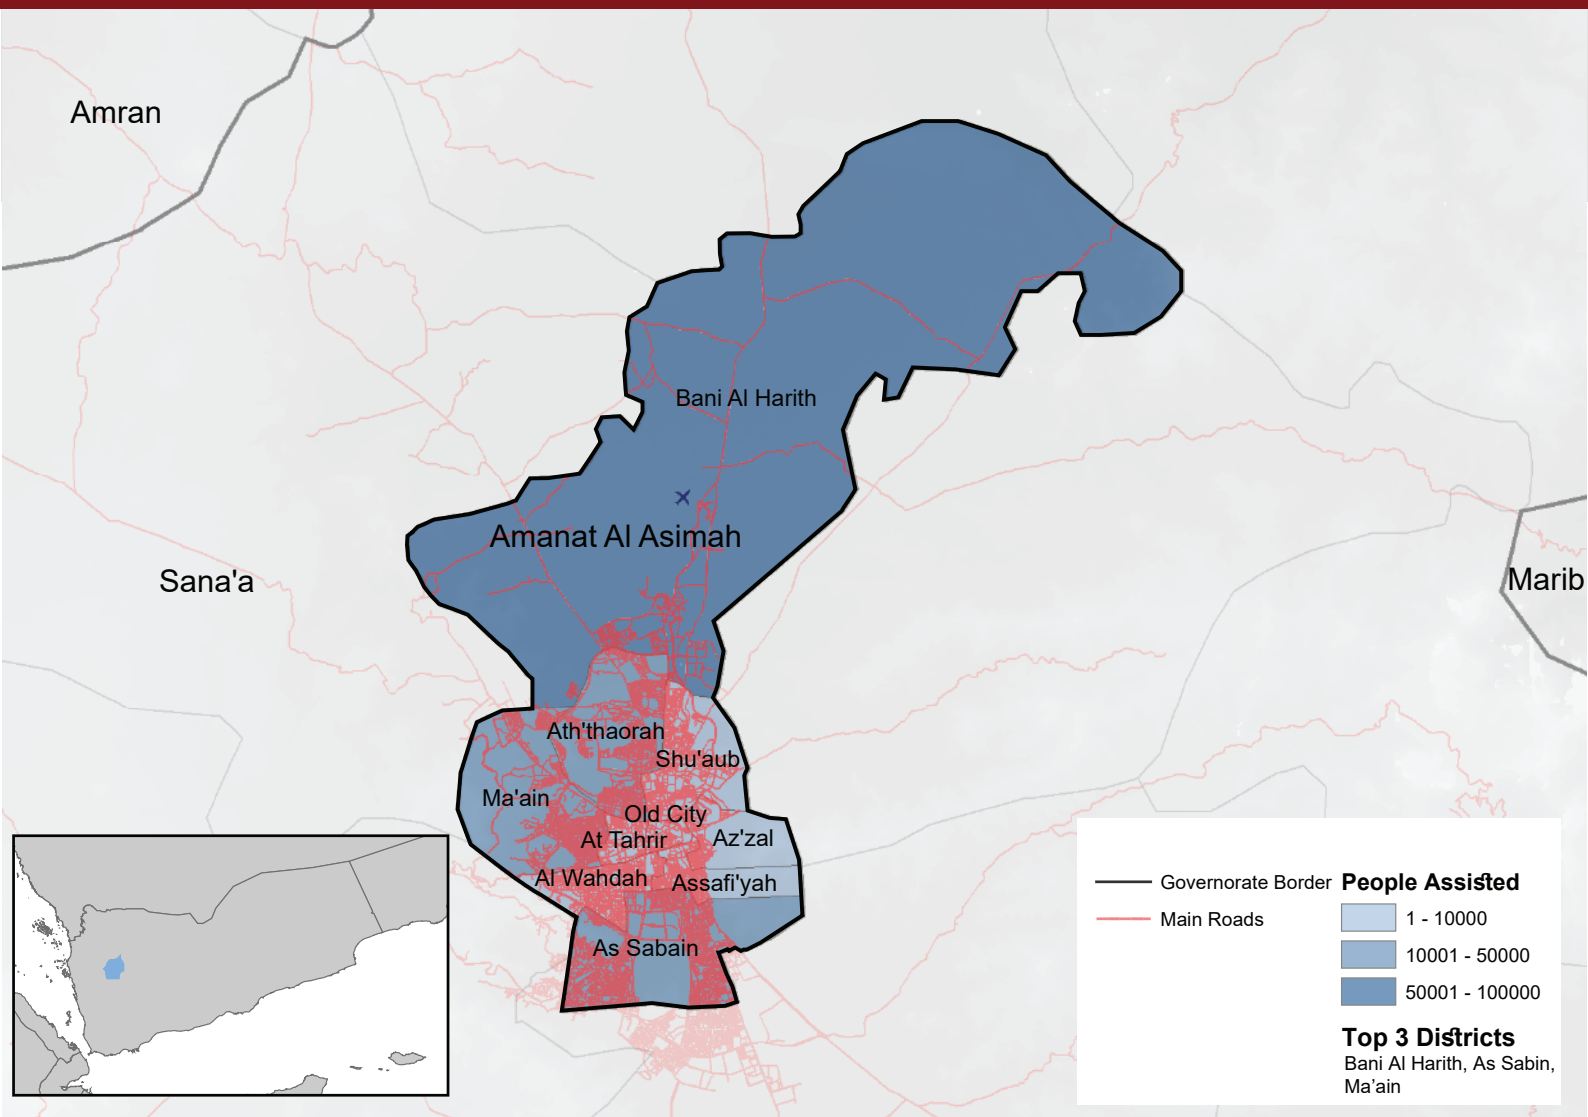 Amran
Bani Al Harith
Amanat Al Asimah
Sana'a
Marib
Ath'thaorah
Shu'aub
Ma'ain
Old City
At Tahrir
Az'zal
Al Wahdah
Assafi'yah
As Sabain
Governorate Border
Main Roads
People Assisted
1 - 10000
10001 - 50000
50001 - 100000
Top 3 Districts
Bani Al Harith, As Sabin,
Ma'ain